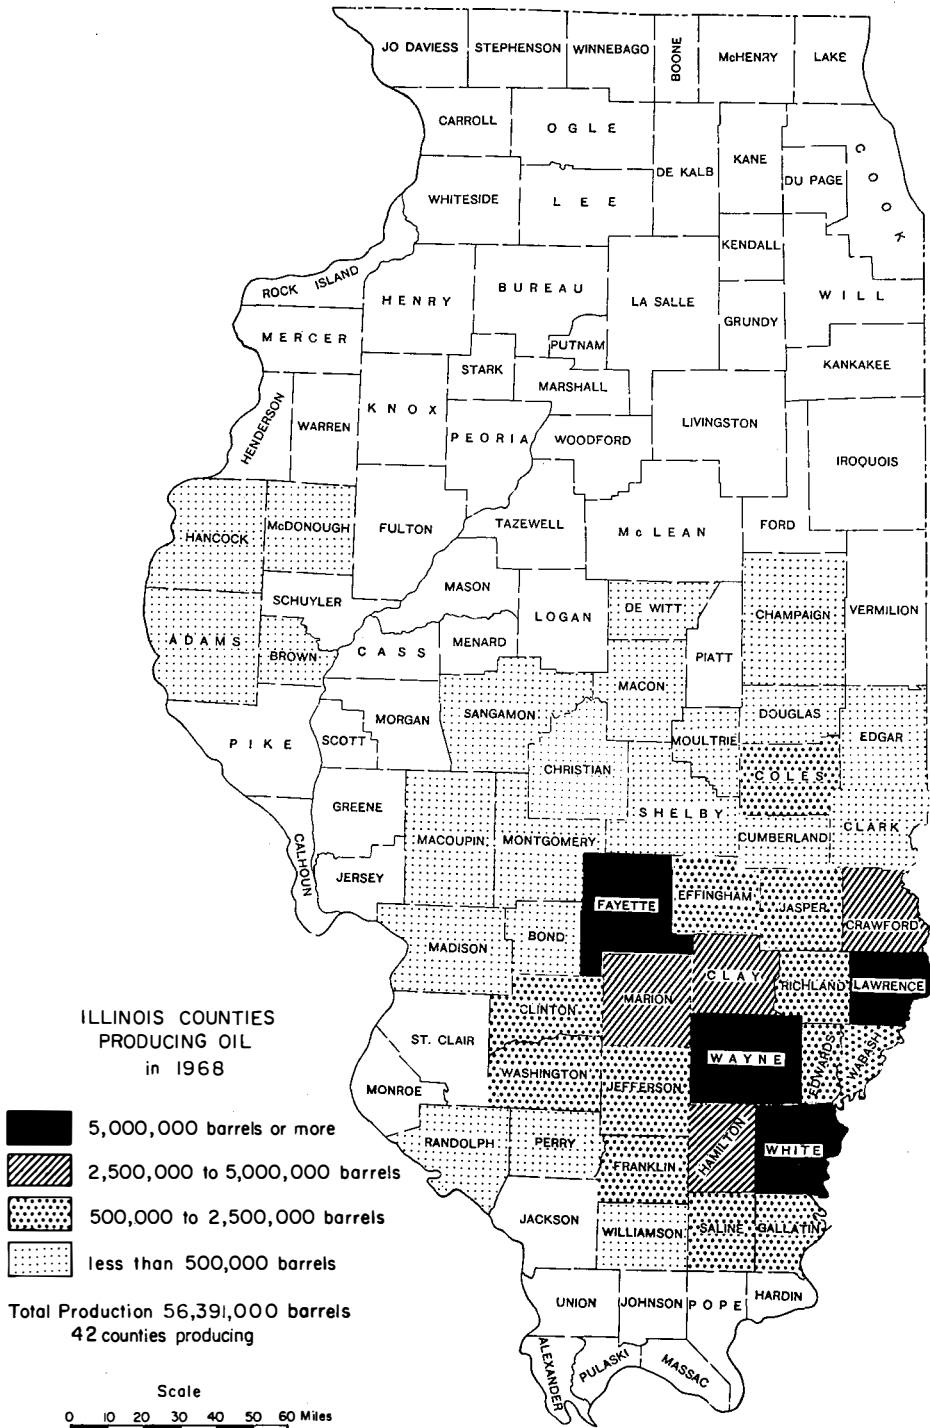 JO DAVIESS
STEPHENSON
WINNEBAGO
BOONE
McHENRY
LAKE
CARROLL
OGLE
DE KALB
KANE
DU PAGE
COOK
WHITESIDE
LEE
KENDALL
ROCK ISLAND
HENRY
BUREAU
LA SALLE
GRUNDY
WILL
MERCER
PUTNAM
KANKAKEE
STARK
MARSHALL
HENDERSON
WARREN
KNOX
PEORIA
WOODFORD
LIVINGSTON
IROQUOIS
HANCOCK
McDONOUGH
FULTON
TAZEWELL
McLEAN
FORD
SCHUYLER
MASON
LOGAN
DE WITT
CHAMPAIGN
VERMILION
ADAMS
BROWN
CASS
MENARD
PIATT
MACON
PIKE
SCOTT
MORGAN
SANGAMON
DOUGLAS
MOULTRIE
EDGAR
CHRISTIAN
COLES
GREENE
SHELBY
CALHOUN
MACOUPIN
MONTGOMERY
CUMBERLAND
CLARK
JERSEY
FAYETTE
EFFINGHAM
JASPER
CRAWFORD
MADISON
BOND
CLAY
RICHLAND
LAWRENCE
MARION
CLINTON
ST. CLAIR
WAYNE
EDWARDS
WABASH
WASHINGTON
JEFFERSON
MONROE
RANDOLPH
PERRY
HAMILTON
WHITE
FRANKLIN
JACKSON
WILLIAMSON
SALINE
GALLATIN
UNION
JOHNSON
POPE
HARDIN
ALEXANDER
PULASKI
MASSAC
ILLINOIS COUNTIES
PRODUCING OIL
in 1968
5,000,000 barrels or more
2,500,000 to 5,000,000 barrels
500,000 to 2,500,000 barrels
less than 500,000 barrels
Total Production 56,391,000 barrels
42 counties producing
Scale
0 10 20 30 40 50 60 Miles